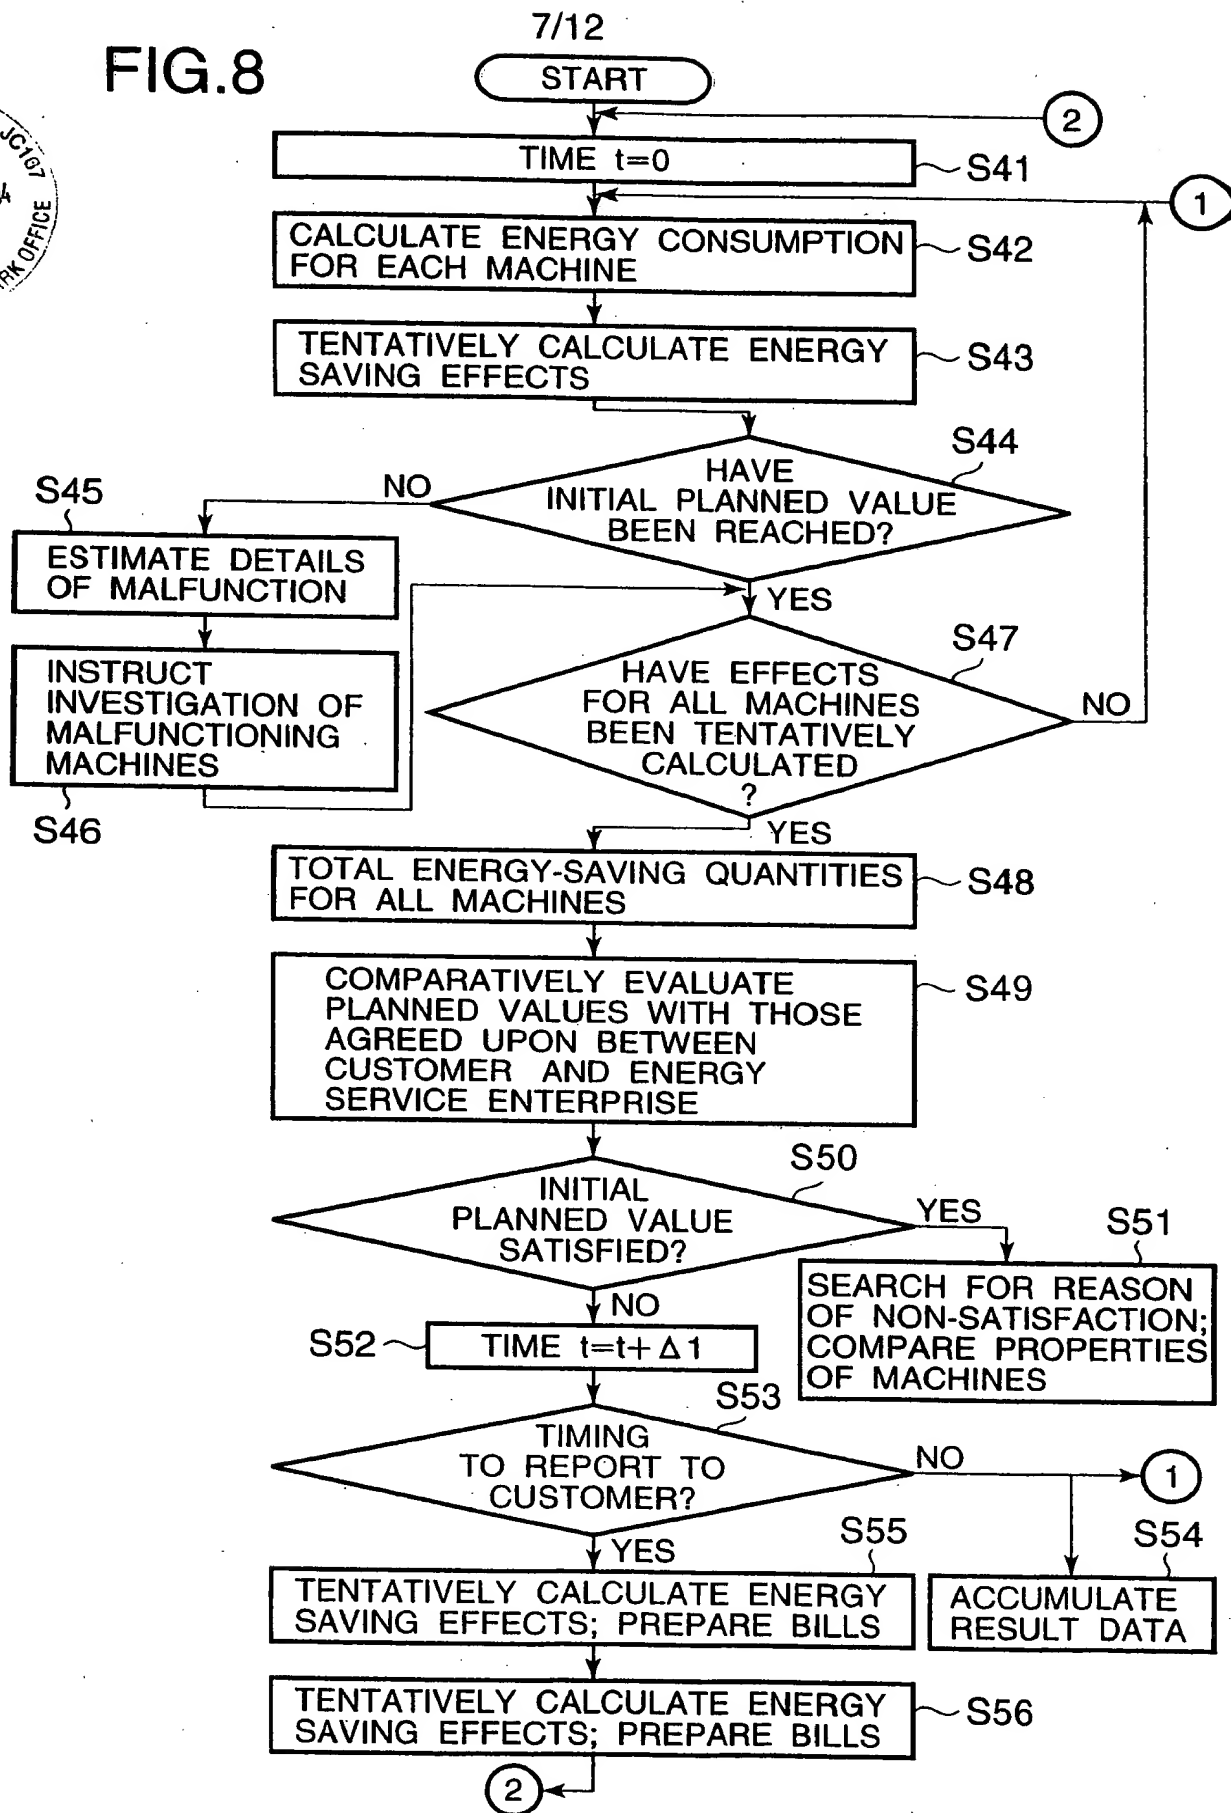 7/12
FIG.8
JC107
4
RK OFFICE
START
2
TIME t=0
S41
1
CALCULATE ENERGY CONSUMPTION
FOR EACH MACHINE
S42
TENTATIVELY CALCULATE ENERGY
SAVING EFFECTS
S43
S44
HAVE
INITIAL PLANNED VALUE
BEEN REACHED?
NO
S45
ESTIMATE DETAILS
OF MALFUNCTION
YES
INSTRUCT
INVESTIGATION OF
MALFUNCTIONING
MACHINES
S46
S47
HAVE EFFECTS
FOR ALL MACHINES
BEEN TENTATIVELY
CALCULATED
?
NO
YES
TOTAL ENERGY-SAVING QUANTITIES
FOR ALL MACHINES
S48
COMPARATIVELY EVALUATE
PLANNED VALUES WITH THOSE
AGREED UPON BETWEEN
CUSTOMER AND ENERGY
SERVICE ENTERPRISE
S49
S50
INITIAL
PLANNED VALUE
SATISFIED?
YES
S51
SEARCH FOR REASON
OF NON-SATISFACTION;
COMPARE PROPERTIES
OF MACHINES
NO
S52
TIME t=t+Δ1
S53
TIMING
TO REPORT TO
CUSTOMER?
NO
1
YES
S54
ACCUMULATE
RESULT DATA
S55
TENTATIVELY CALCULATE ENERGY
SAVING EFFECTS; PREPARE BILLS
TENTATIVELY CALCULATE ENERGY
SAVING EFFECTS; PREPARE BILLS
S56
2